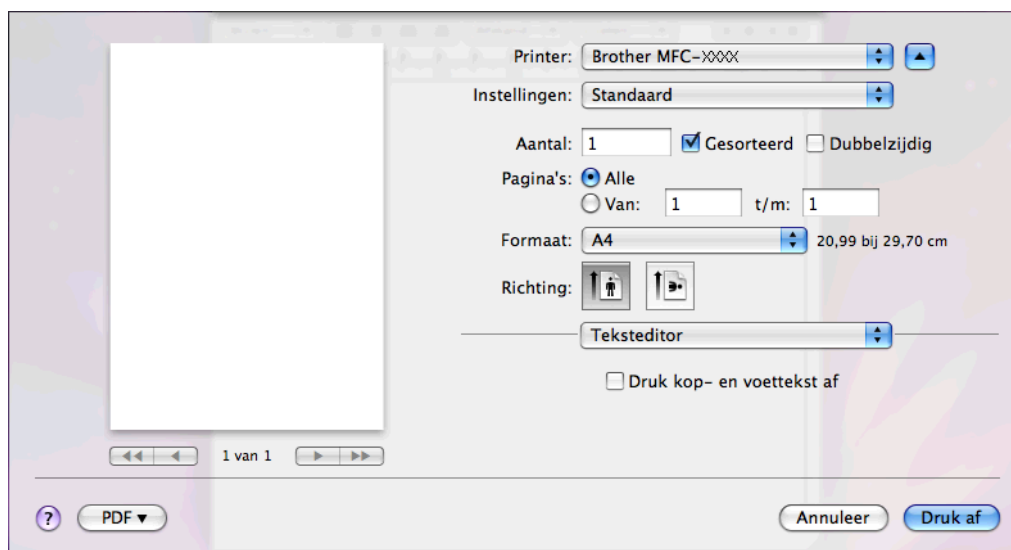 Printer: Brother MFC-XXXX
Instellingen: Standaard
Aantal: 1 Gesorteerd Dubbelzijdig
Pagina's: Alle
Van: 1 t/m: 1
Formaat: A4 20,99 bij 29,70 cm
Richting:
Teksteditor
Druk kop- en voettekst af
1 van 1
? PDF Annuleer Druk af